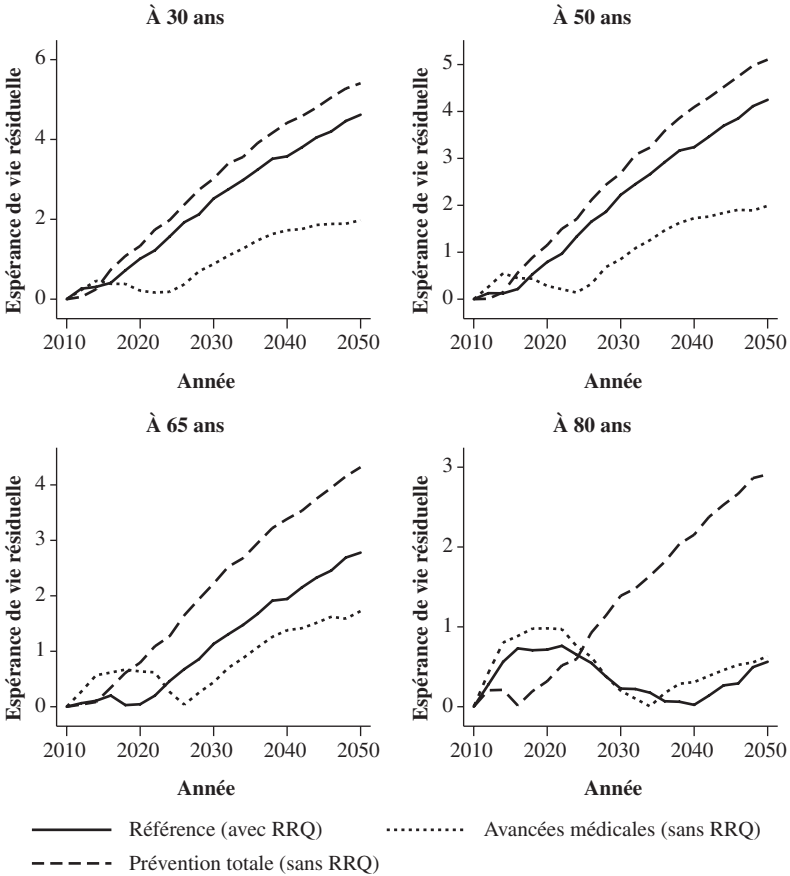 À 30 ans
Espérance de vie résiduelle
6
4
2
0
2010 2020 2030 2040 2050
Année
À 50 ans
Espérance de vie résiduelle
5
4
3
2
1
0
2010 2020 2030 2040 2050
Année
À 65 ans
Espérance de vie résiduelle
4
3
2
1
0
2010 2020 2030 2040 2050
Année
À 80 ans
Espérance de vie résiduelle
3
2
1
0
2010 2020 2030 2040 2050
Année
Référence (avec RRQ)
Avancées médicales (sans RRQ)
Prévention totale (sans RRQ)